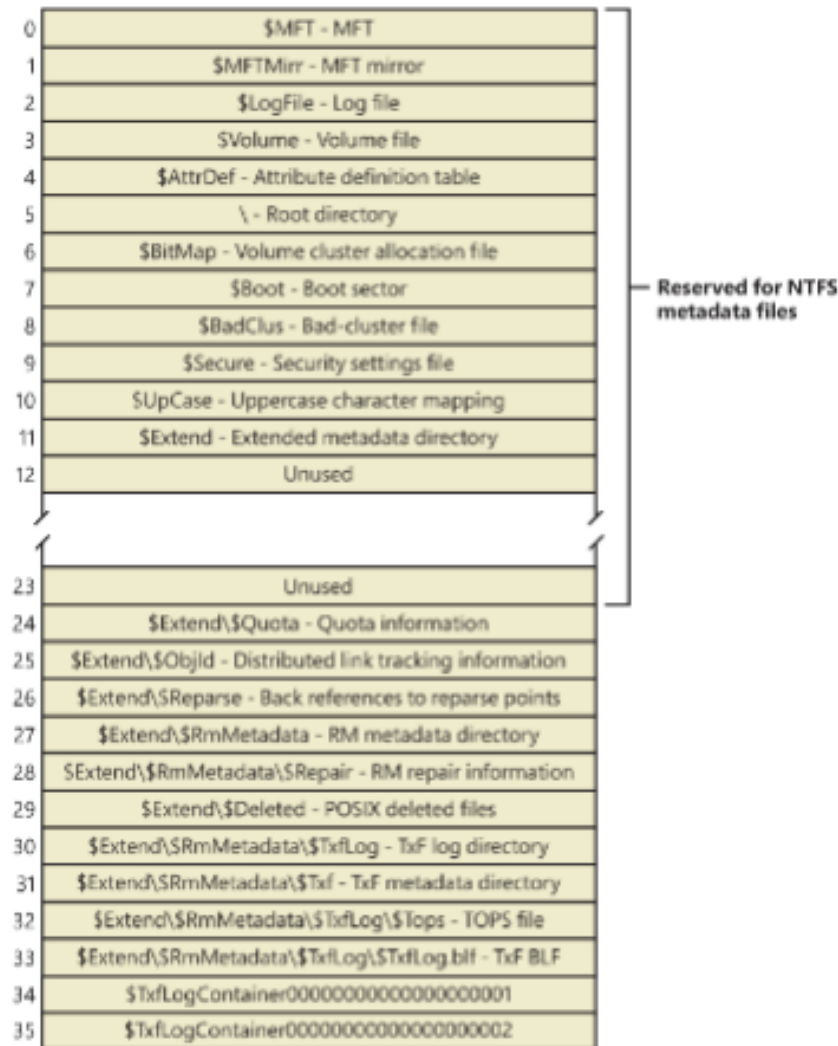 0 $MFT - MFT
1 $MFTMirr - MFT mirror
2 $LogFile - Log file
3 $Volume - Volume file
4 $AttrDef - Attribute definition table
5 \ - Root directory
6 $BitMap - Volume cluster allocation file
7 $Boot - Boot sector
8 $BadClus - Bad-cluster file
9 $Secure - Security settings file
10 $UpCase - Uppercase character mapping
11 $Extend - Extended metadata directory
12 Unused
Reserved for NTFS
metadata files
23 Unused
24 $Extend\$Quota - Quota information
25 $Extend\$ObjId - Distributed link tracking information
26 $Extend\$Reparse - Back references to reparse points
27 $Extend\$RmMetadata - RM metadata directory
28 $Extend\$RmMetadata\$Repair - RM repair information
29 $Extend\$Deleted - POSIX deleted files
30 $Extend\$RmMetadata\$TxfLog - TxF log directory
31 $Extend\$RmMetadata\$Txf - TxF metadata directory
32 $Extend\$RmMetadata\$TxfLog\$Tops - TOPS file
33 $Extend\$RmMetadata\$TxfLog\$TxfLog.blf - TxF BLF
34 $TxfLogContainer00000000000000000001
35 $TxfLogContainer00000000000000000002